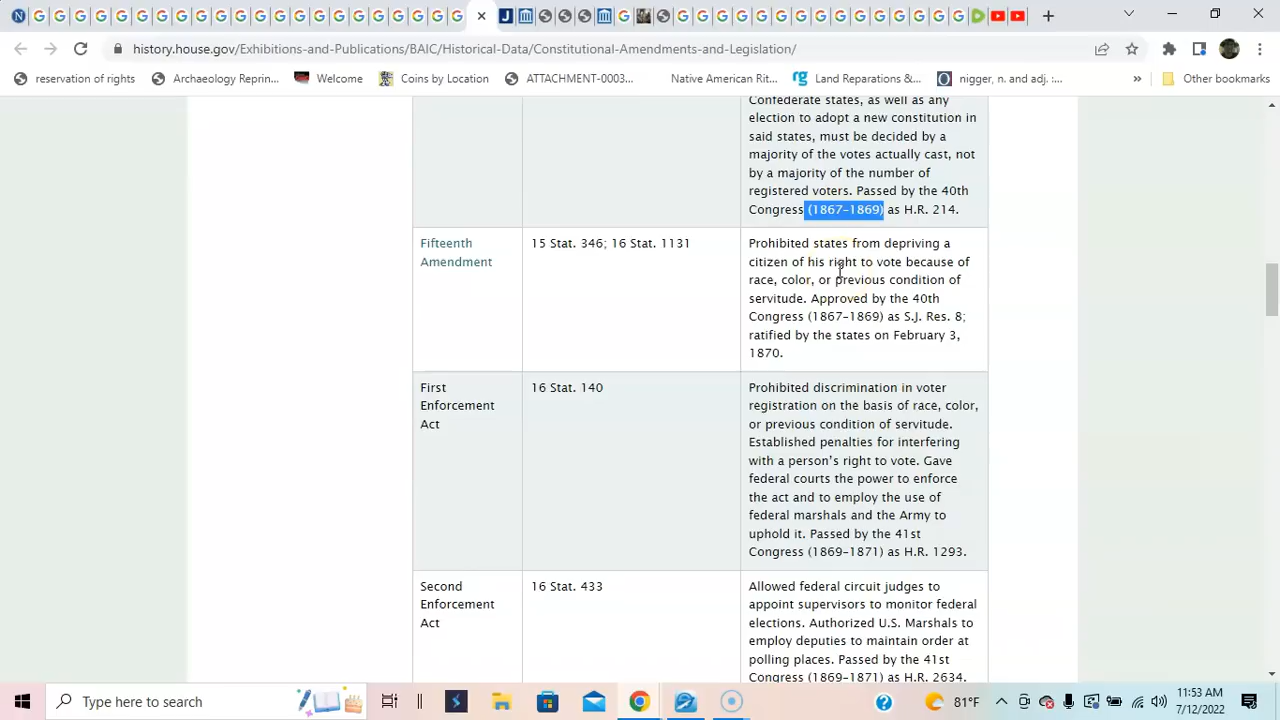 history.house.gov/Exhibitions-and-Publications/BAIC/Historical-Data/Constitutional-Amendments-and-Legislation/
reservation of rights
Archaeology Reprin...
Welcome
Coins by Location
ATTACHMENT-0003...
Native American Rit...
Land Reparations &...
nigger, n. and adj. :...
»
Other bookmarks
Confederate states, as well as any
election to adopt a new constitution in
said states, must be decided by a
majority of the votes actually cast, not
by a majority of the number of
registered voters. Passed by the 40th
Congress (1867–1869) as H.R. 214.
Fifteenth
Amendment
15 Stat. 346; 16 Stat. 1131
Prohibited states from depriving a
citizen of his right to vote because of
race, color, or previous condition of
servitude. Approved by the 40th
Congress (1867–1869) as S.J. Res. 8;
ratified by the states on February 3,
1870.
First
Enforcement
Act
16 Stat. 140
Prohibited discrimination in voter
registration on the basis of race, color,
or previous condition of servitude.
Established penalties for interfering
with a person's right to vote. Gave
federal courts the power to enforce
the act and to employ the use of
federal marshals and the Army to
uphold it. Passed by the 41st
Congress (1869–1871) as H.R. 1293.
Second
Enforcement
Act
16 Stat. 433
Allowed federal circuit judges to
appoint supervisors to monitor federal
elections. Authorized U.S. Marshals to
employ deputies to maintain order at
polling places. Passed by the 41st
Congress (1869–1871) as H.R. 2634.
Type here to search
81°F
11:53 AM
7/12/2022